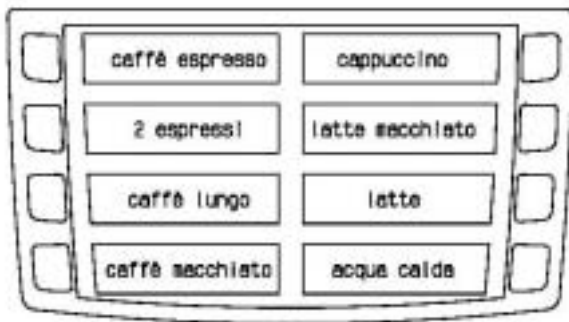 caffè espresso
cappuccino
2 espressi
latte macchiato
caffè lungo
latte
caffè macchiato
acqua calda